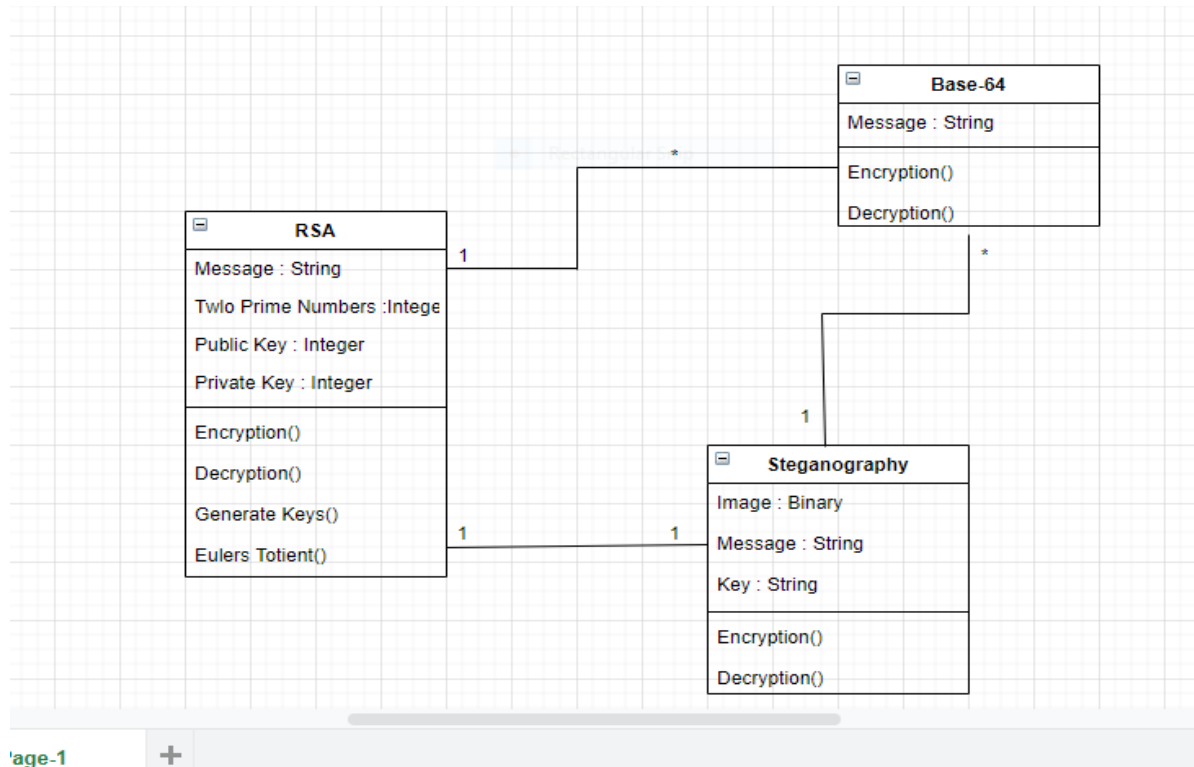 Base-64
Message : String
Encryption()
Decryption()
*
*
RSA
1
Message : String
Twlo Prime Numbers :Intege
Public Key : Integer
Private Key : Integer
Encryption()
Decryption()
Generate Keys()
Eulers Totient()
1
1
1
Steganography
Image : Binary
Message : String
Key : String
Encryption()
Decryption()
age-1